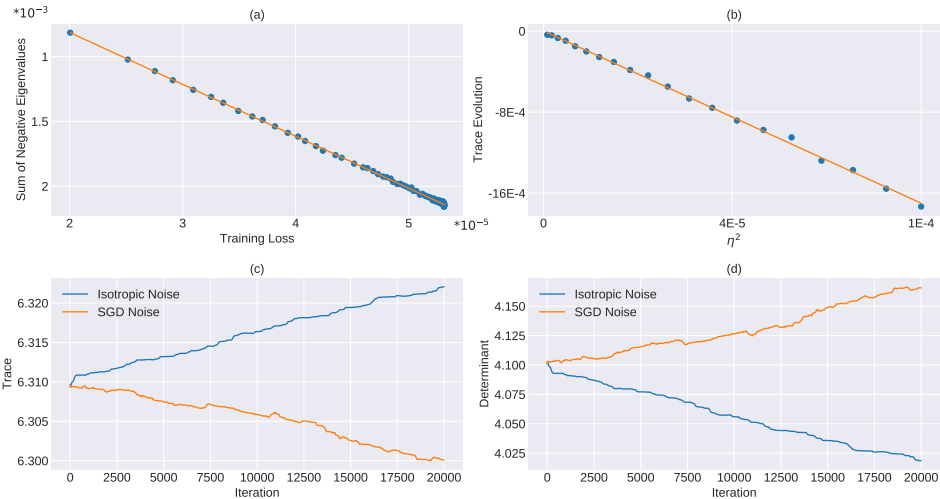 (a)
*10⁻³
1
1.5
2
Sum of Negative Eigenvalues
2
3
4
5
*10⁻⁵
Training Loss
(b)
0
-8E-4
-16E-4
Trace Evolution
0
4E-5
1E-4
η²
(c)
Isotropic Noise
SGD Noise
6.320
6.315
6.310
6.305
6.300
Trace
0
2500
5000
7500
10000
12500
15000
17500
20000
Iteration
(d)
Isotropic Noise
SGD Noise
4.150
4.125
4.100
4.075
4.050
4.025
Determinant
0
2500
5000
7500
10000
12500
15000
17500
20000
Iteration